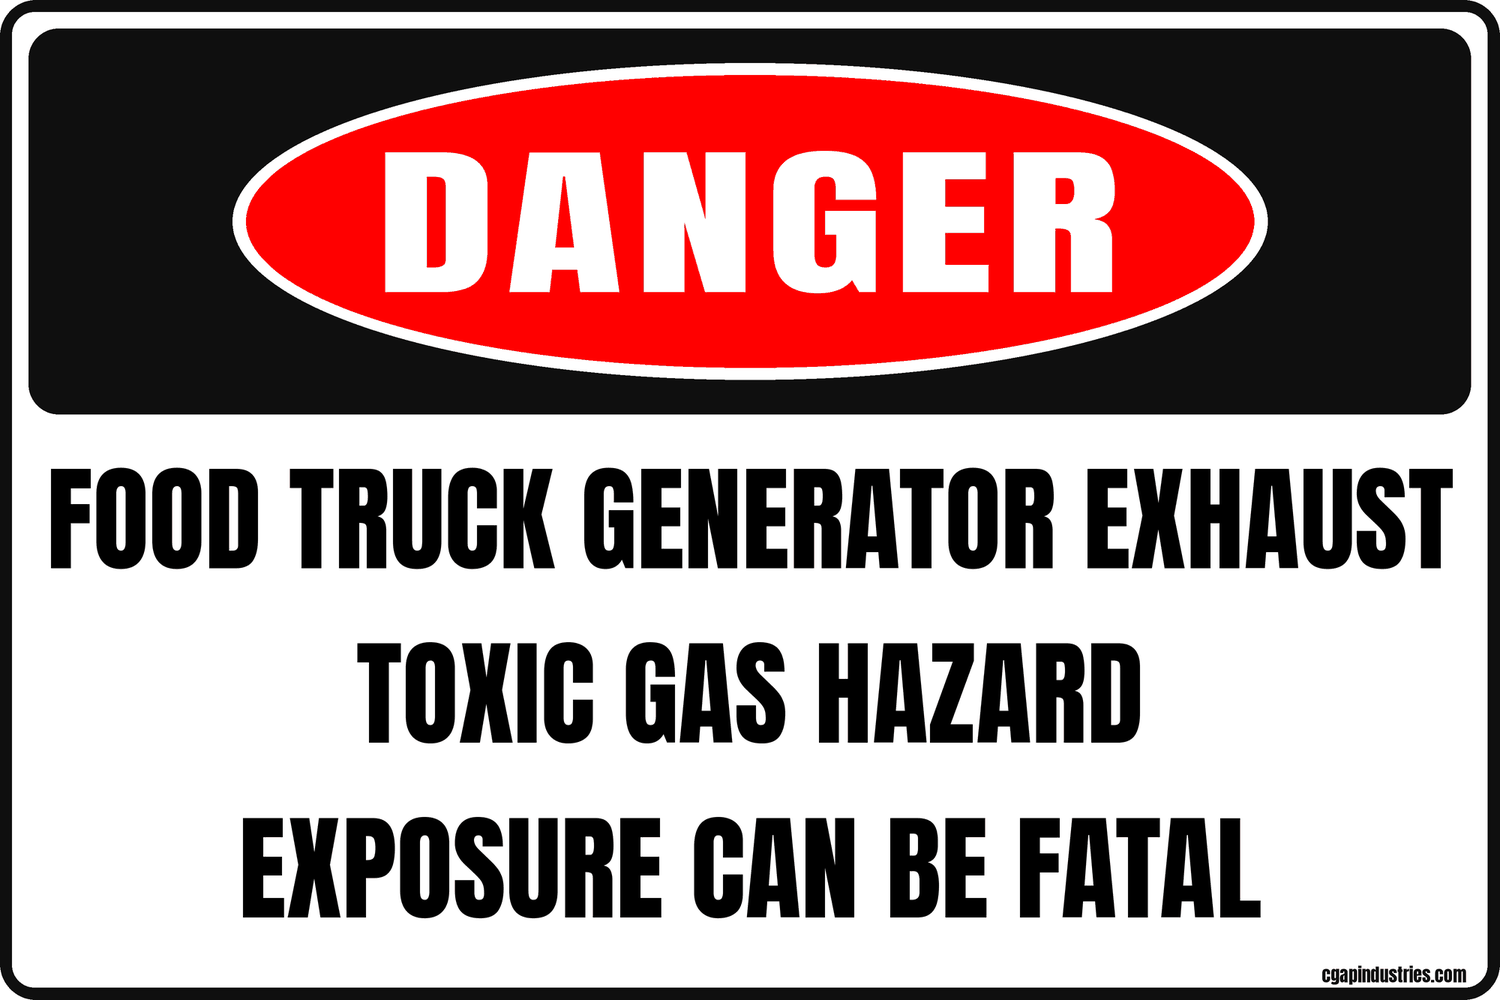 DANGER
FOOD TRUCK GENERATOR EXHAUST
TOXIC GAS HAZARD
EXPOSURE CAN BE FATAL
cgapindustries.com